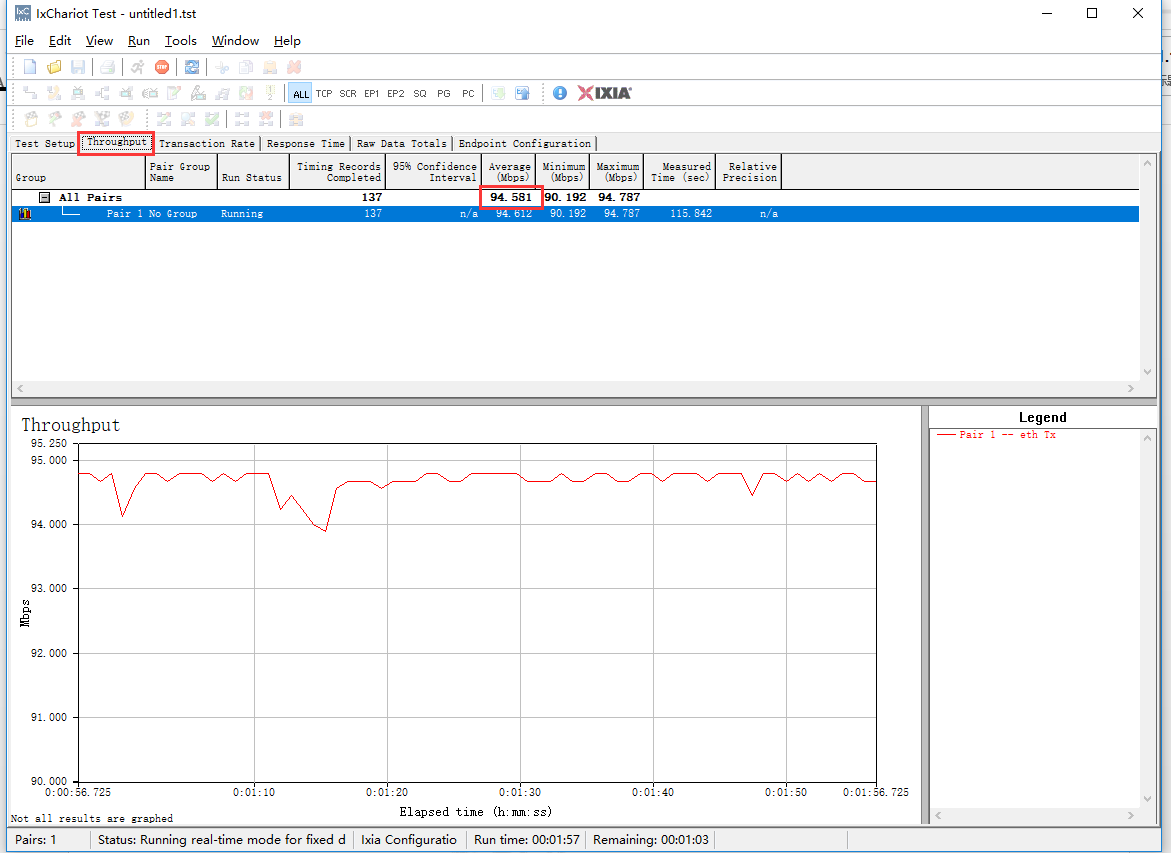 IxChariot Test - untitled1.tst
File Edit View Run Tools Window Help
ALL TCP SCR EP1 EP2 SQ PG PC XIXIA
Test Setup Throughput Transaction Rate Response Time Raw Data Totals Endpoint Configuration
Group Pair Group Name Run Status Timing Records Completed 95% Confidence Interval Average (Mbps) Minimum (Mbps) Maximum (Mbps) Measured Time (sec) Relative Precision
All Pairs 137 94.581 90.192 94.787
Pair 1 No Group Running 137 n/a 94.612 90.192 94.787 115.842 n/a
Throughput
95.250
95.000
94.000
93.000
92.000
91.000
90.000
Mbps
0:00:56.725 0:01:10 0:01:20 0:01:30 0:01:40 0:01:50 0:01:56.725
Elapsed time (h:mm:ss)
Not all results are graphed
Legend
Pair 1 -- eth Tx
Pairs: 1 Status: Running real-time mode for fixed d Ixia Configuratio Run time: 00:01:57 Remaining: 00:01:03